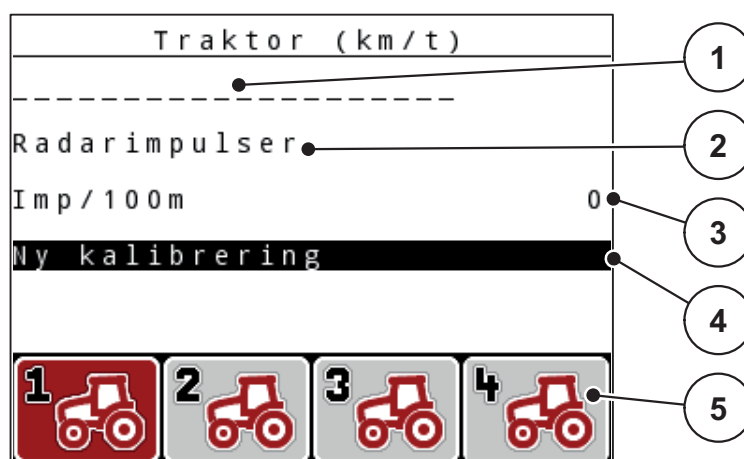 Traktor (km/t)
1
Radarimpulser
2
Imp/100m 0
3
Ny kalibrering
4
1 2 3 4
5